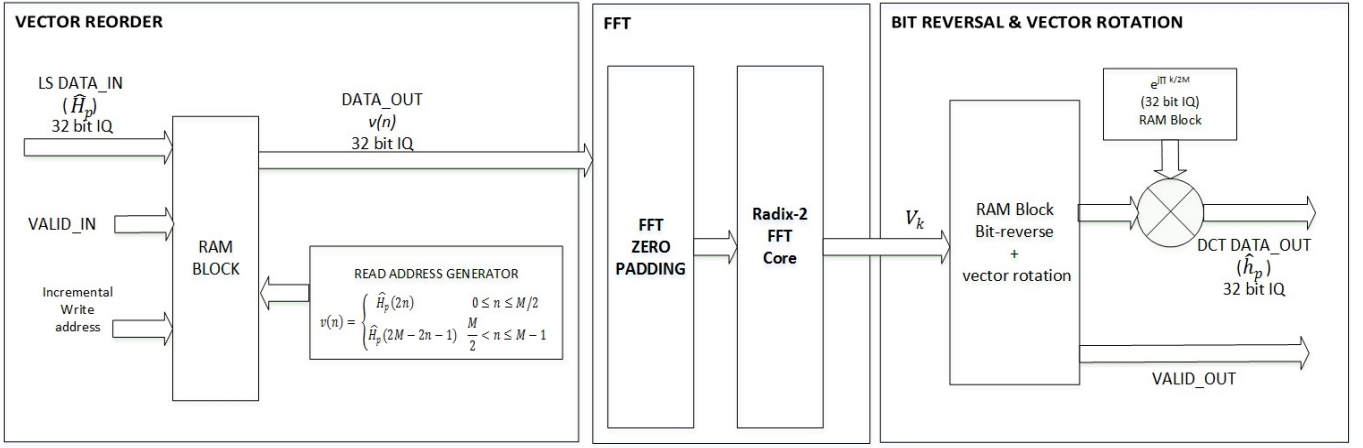 VECTOR REORDER
LS DATA_IN
(Ĥp)
32 bit IQ
VALID_IN
Incremental
Write
address
RAM
BLOCK
DATA_OUT
v(n)
32 bit IQ
READ ADDRESS GENERATOR
v(n) = { Ĥp(2n) 0 ≤ n ≤ M/2
Ĥp(2M − 2n − 1) M/2 < n ≤ M − 1
FFT
FFT
ZERO
PADDING
Radix-2
FFT
Core
BIT REVERSAL & VECTOR ROTATION
Vk
RAM Block
Bit-reverse
+
vector rotation
e^jΠ k/2M
(32 bit IQ)
RAM Block
DCT DATA_OUT
(ĥp)
32 bit IQ
VALID_OUT